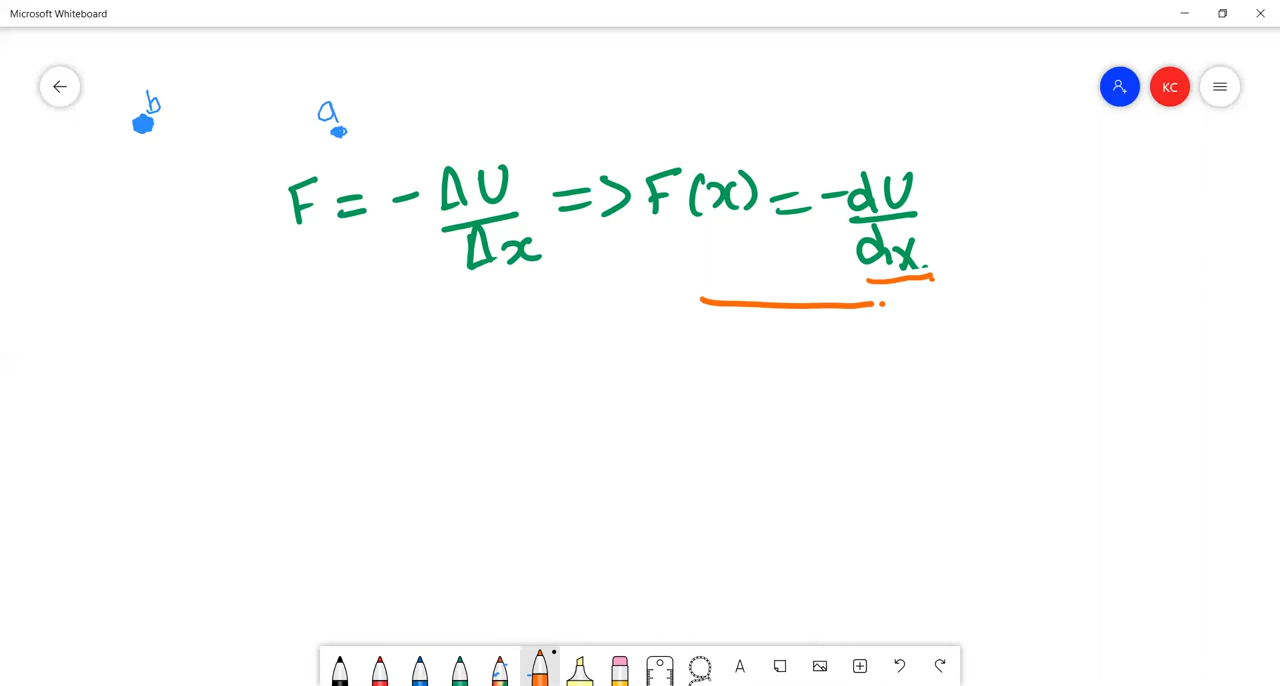 Microsoft Whiteboard
KC
b
a
F = - ΔU/Δx => F(x) = - dU/dx
A